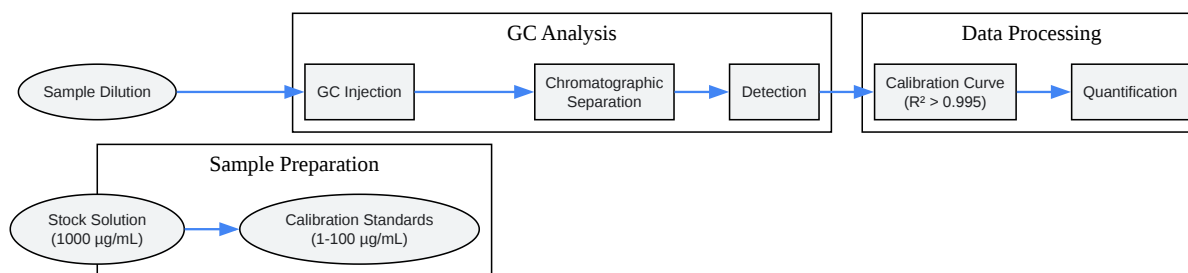 GC Analysis
Data Processing
Sample Dilution
GC Injection
Chromatographic
Separation
Detection
Calibration Curve
(R² > 0.995)
Quantification
Sample Preparation
Stock Solution
(1000 µg/mL)
Calibration Standards
(1-100 µg/mL)